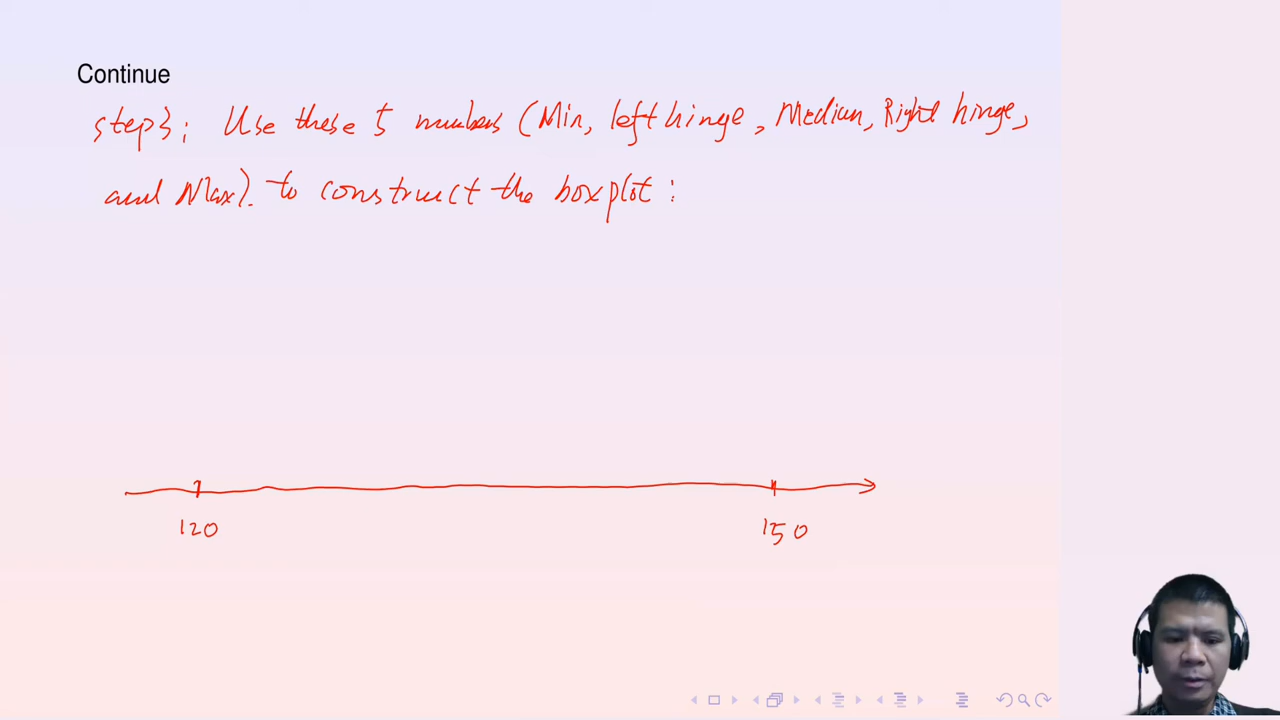 Continue
step3: Use these 5 numbers (Min, left hinge, Median, Right hinge,
and Max). to construct the boxplot:
120 150